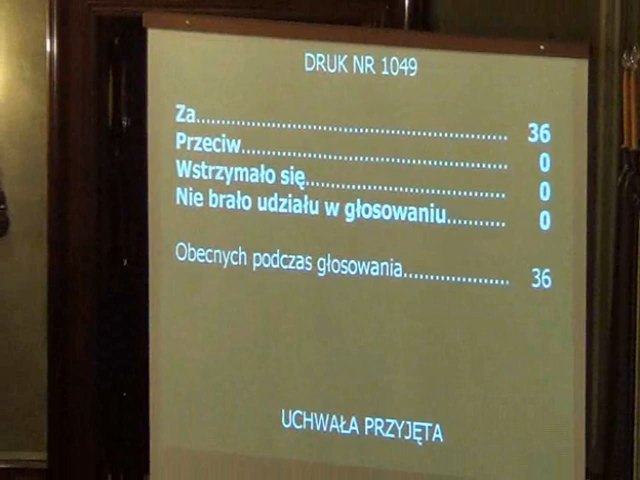 DRUK NR 1049
Za.................................................... 36
Przeciw............................................. 0
Wstrzymało się.................................. 0
Nie brało udziału w głosowaniu.......... 0
Obecnych podczas głosowania.................. 36
UCHWAŁA PRZYJĘTA